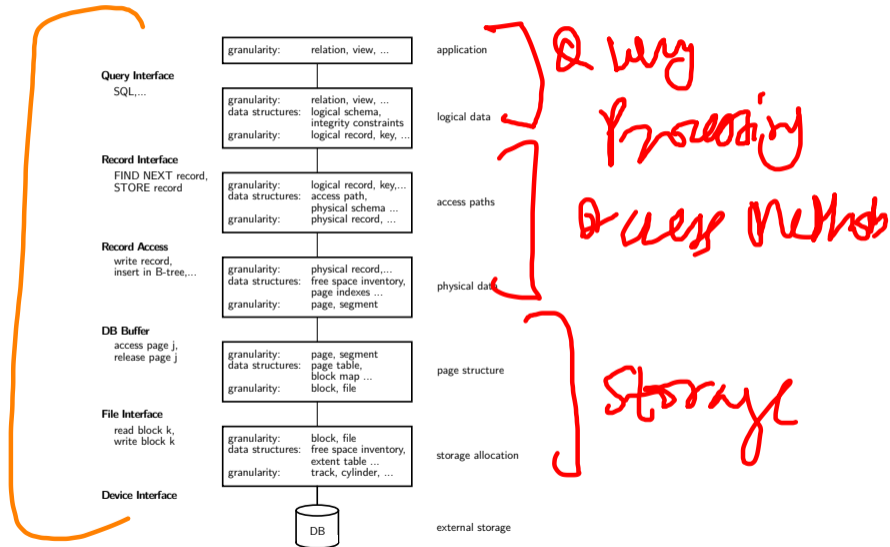 granularity: relation, view, ...
application
Query Interface
SQL,...
granularity: relation, view, ...
data structures: logical schema,
integrity constraints
granularity: logical record, key, ...
logical data
Record Interface
FIND NEXT record,
STORE record
granularity: logical record, key,...
data structures: access path,
physical schema ...
granularity: physical record, ...
access paths
Record Access
write record,
insert in B-tree,...
granularity: physical record,...
data structures: free space inventory,
page indexes ...
granularity: page, segment
physical data
DB Buffer
access page j,
release page j
granularity: page, segment
data structures: page table,
block map ...
granularity: block, file
page structure
File Interface
read block k,
write block k
granularity: block, file
data structures: free space inventory,
extent table ...
granularity: track, cylinder, ...
storage allocation
Device Interface
DB
external storage
Query
Processing
Access Methods
Storage